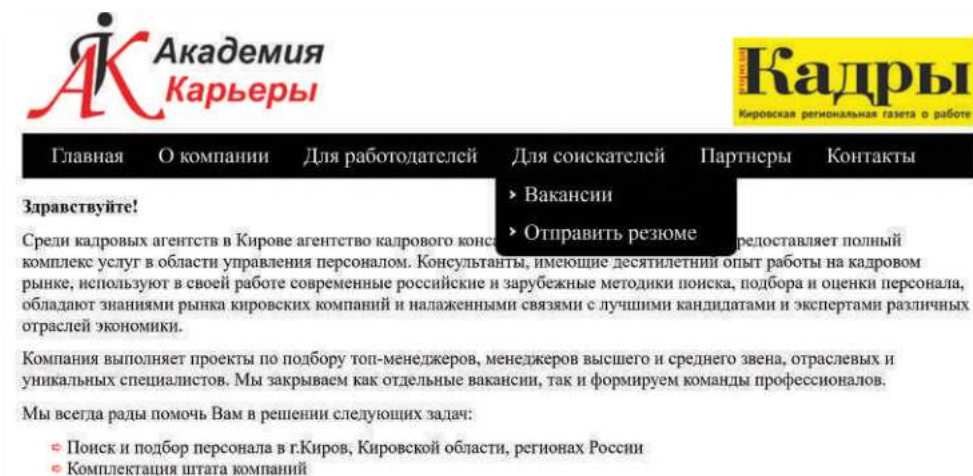 Академия
Карьеры
Кадры
Кировская региональная газета о работе
Главная О компании Для работодателей Для соискателей Партнеры Контакты
Вакансии
Отправить резюме
Здравствуйте!
Среди кадровых агентств в Кирове агентство кадрового конса редоставляет полный
комплекс услуг в области управления персоналом. Консультанты, имеющие десятилетний опыт работы на кадровом
рынке, используют в своей работе современные российские и зарубежные методики поиска, подбора и оценки персонала,
обладают знаниями рынка кировских компаний и налаженными связями с лучшими кандидатами и экспертами различных
отраслей экономики.
Компания выполняет проекты по подбору топ-менеджеров, менеджеров высшего и среднего звена, отраслевых и
уникальных специалистов. Мы закрываем как отдельные вакансии, так и формируем команды профессионалов.
Мы всегда рады помочь Вам в решении следующих задач:
Поиск и подбор персонала в г.Киров, Кировской области, регионах России
Комплектация штата компаний